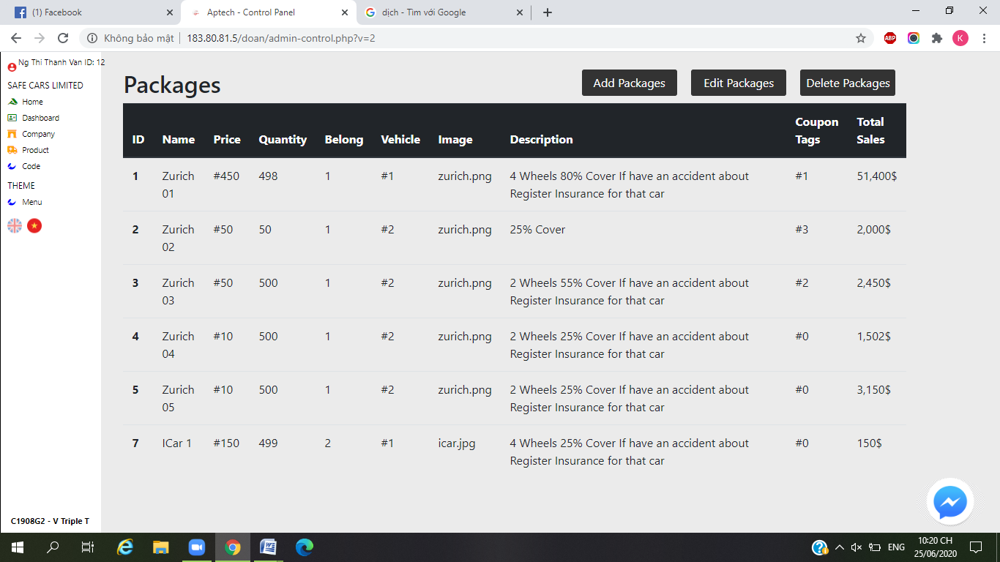 (1) Facebook
Aptech - Control Panel
dịch - Tìm với Google
Không bảo mật
183.80.81.5/doan/admin-control.php?v=2
ABP
K
Ng Thi Thanh Van ID: 12
SAFE CARS LIMITED
Home
Dashboard
Company
Product
Code
THEME
Menu
C1908G2 - V Triple T
Packages
Add Packages
Edit Packages
Delete Packages
ID Name Price Quantity Belong Vehicle Image Description Coupon Tags Total Sales
1 Zurich 01 #450 498 1 #1 zurich.png 4 Wheels 80% Cover If have an accident about Register Insurance for that car #1 51,400$
2 Zurich 02 #50 50 1 #2 zurich.png 25% Cover #3 2,000$
3 Zurich 03 #50 500 1 #2 zurich.png 2 Wheels 55% Cover If have an accident about Register Insurance for that car #2 2,450$
4 Zurich 04 #10 500 1 #2 zurich.png 2 Wheels 25% Cover If have an accident about Register Insurance for that car #0 1,502$
5 Zurich 05 #10 500 1 #2 zurich.png 2 Wheels 25% Cover If have an accident about Register Insurance for that car #0 3,150$
7 ICar 1 #150 499 2 #1 icar.jpg 4 Wheels 25% Cover If have an accident about Register Insurance for that car #0 150$
ENG
10:20 CH
25/06/2020